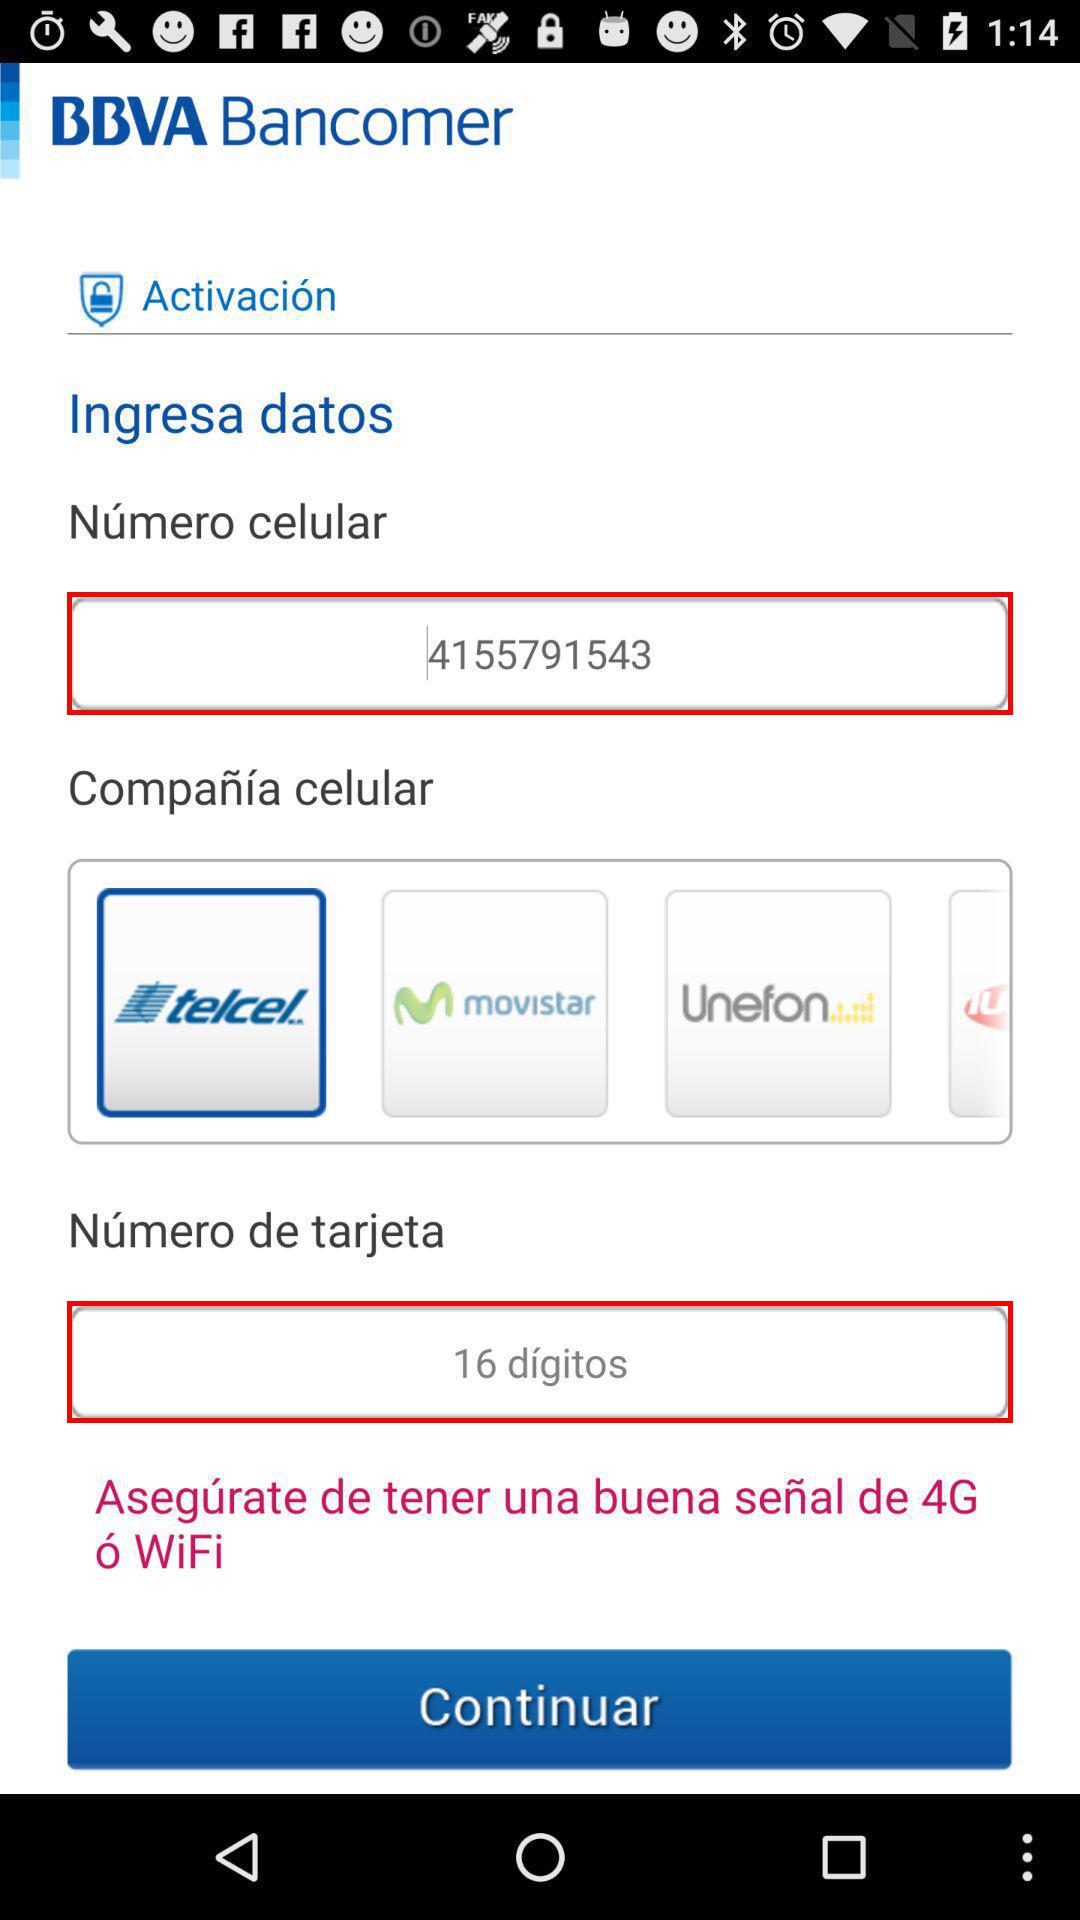 FAKE
1:14
BBVA Bancomer
Activación
Ingresa datos
Número celular
4155791543
Compañía celular
telcel
movistar
Unefon
Número de tarjeta
16 dígitos
Asegúrate de tener una buena señal de 4G
ó WiFi
Continuar